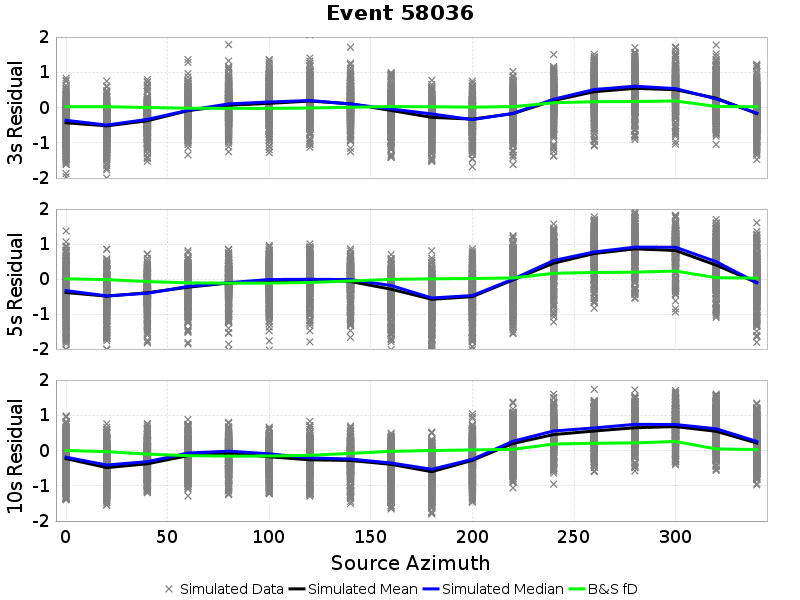 Event 58036
3s Residual
2
1
0
-1
-2
5s Residual
2
1
0
-1
-2
10s Residual
2
1
0
-1
-2
0 50 100 150 200 250 300
Source Azimuth
Simulated Data Simulated Mean Simulated Median B&S fD